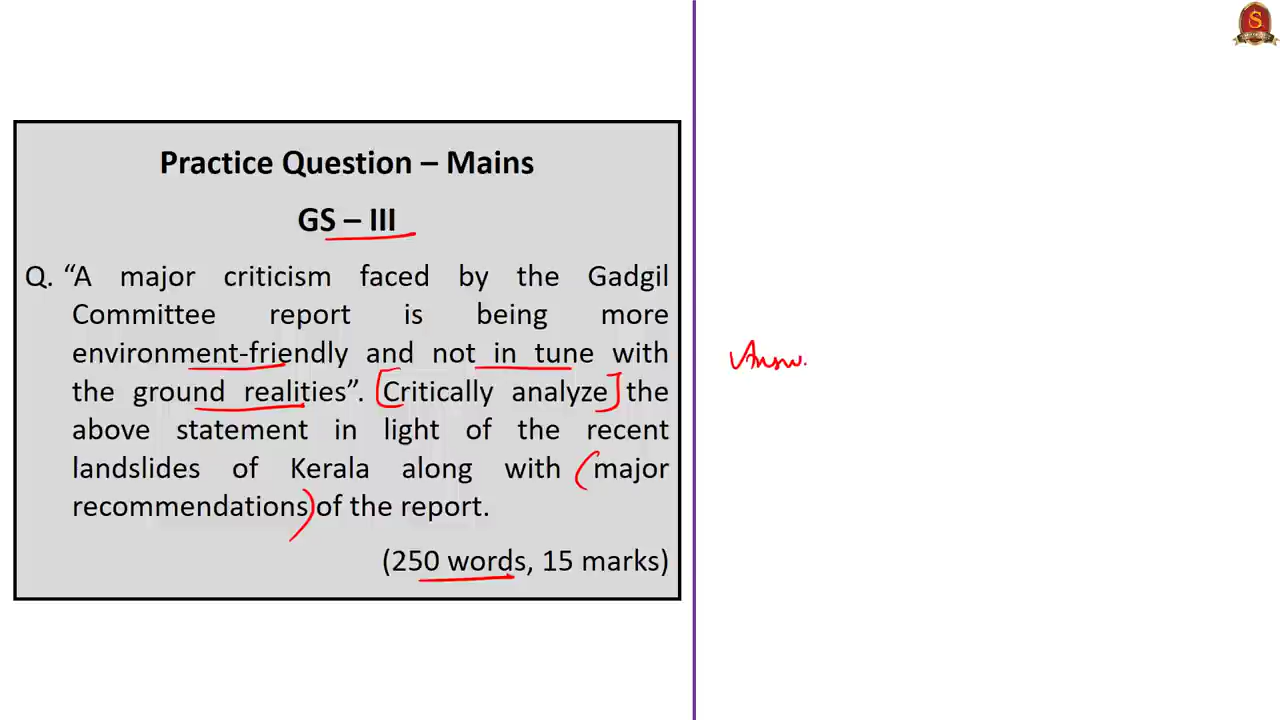 Practice Question – Mains
GS – III
Q. “A major criticism faced by the Gadgil
Committee report is being more
environment-friendly and not in tune with
the ground realities”. [Critically analyze] the
above statement in light of the recent
landslides of Kerala along with (major
recommendations) of the report.
(250 words, 15 marks)
Answ.
S